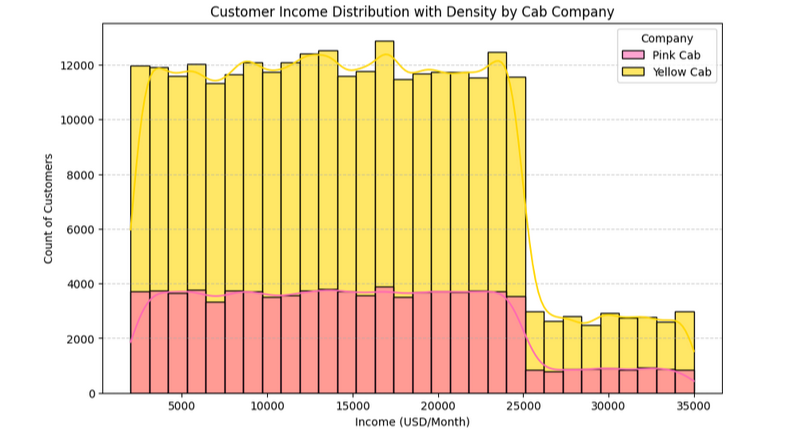 Customer Income Distribution with Density by Cab Company
Company
Pink Cab
Yellow Cab
Count of Customers
12000
10000
8000
6000
4000
2000
0
5000 10000 15000 20000 25000 30000 35000
Income (USD/Month)